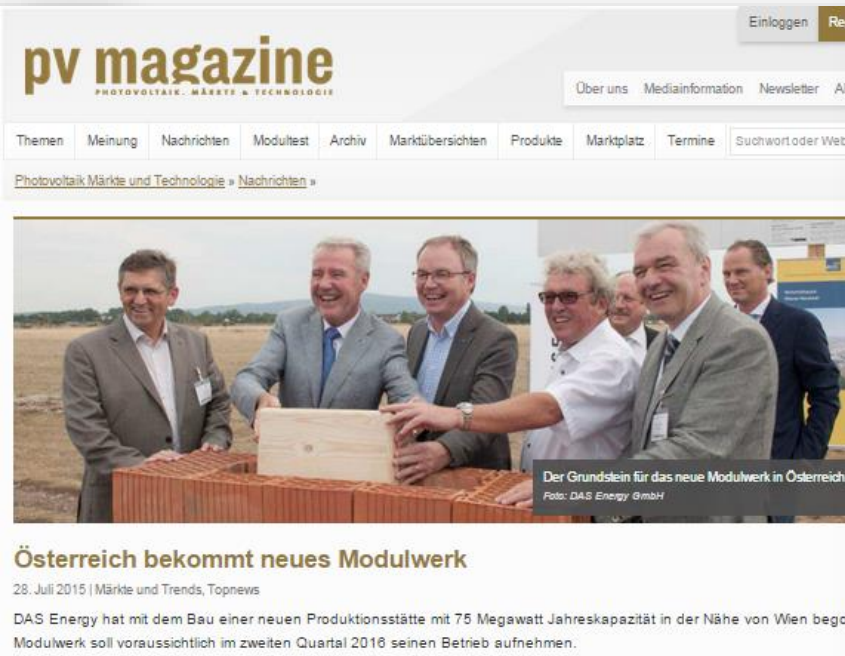 Einloggen Re
pv magazine
PHOTOVOLTAIK. MÄRKTE & TECHNOLOGIE
Über uns Mediainformation Newsletter
Themen Meinung Nachrichten Modultest Archiv Marktübersichten Produkte Marktplatz Termine Suchwort oder Web
Photovoltaik Märkte und Technologie » Nachrichten »
Der Grundstein für das neue Modulwerk in Österreich
Foto: DAS Energy GmbH
Österreich bekommt neues Modulwerk
28. Juli 2015 | Märkte und Trends, Topnews
DAS Energy hat mit dem Bau einer neuen Produktionsstätte mit 75 Megawatt Jahreskapazität in der Nähe von Wien bego
Modulwerk soll voraussichtlich im zweiten Quartal 2016 seinen Betrieb aufnehmen.